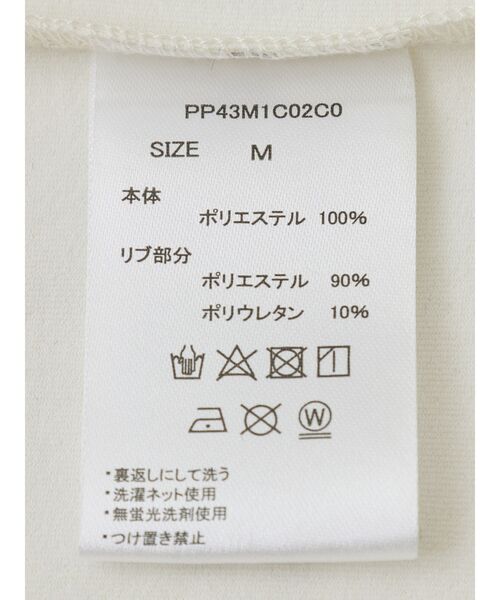 PP43M1C02C0
SIZE M
本体
ポリエステル 100%
リブ部分
ポリエステル 90%
ポリウレタン 10%
W
・裏返しにして洗う
・洗濯ネット使用
・無蛍光洗剤使用
・つけ置き禁止